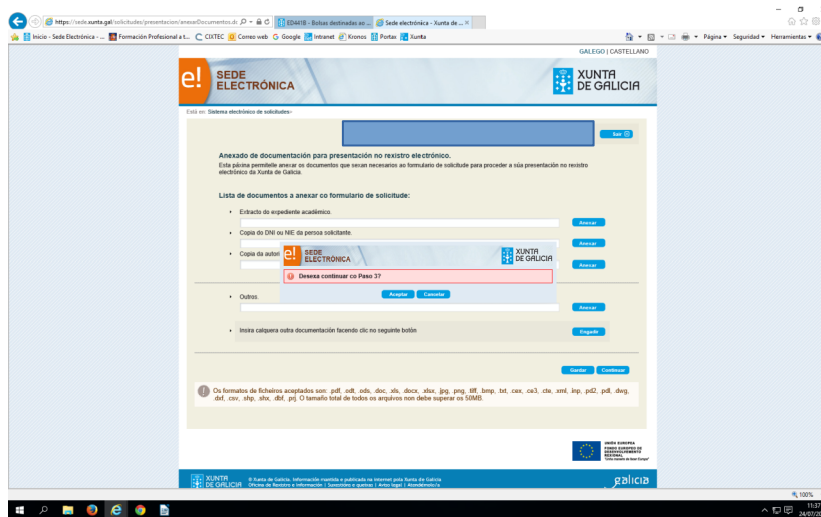 https://sede.xunta.gal/solicitudes/presentacion/anexarDocumentos.do
ED441B - Bolsas destinadas ao ...
Sede electrónica - Xunta de ...
Inicio - Sede Electrónica - ...
Formación Profesional a t...
CIXTEC
Correo web
Google
Intranet
Kronos
Portax
Xunta
Página
Seguridad
Herramientas
GALEGO | CASTELLANO
e! SEDE
ELECTRÓNICA
XUNTA
DE GALICIA
Está en: Sistema electrónico de solicitudes>
Sair
Anexado de documentación para presentación no rexistro electrónico.
Esta páxina permitelle anexar os documentos que sexan necesarios ao formulario de solicitude para proceder a súa presentación no rexistro
electrónico da Xunta de Galicia.
Lista de documentos a anexar co formulario de solicitude:
Extracto do expediente académico.
Anexar
Copia do DNI ou NIE da persoa solicitante.
Anexar
Copia da autori
Anexar
e! SEDE
ELECTRÓNICA
XUNTA
DE GALICIA
Desexa continuar co Paso 3?
Aceptar Cancelar
Outros.
Anexar
Insira calquera outra documentación facendo clic no seguinte botón
Engadir
Gardar Continuar
Os formatos de ficheiros aceptados son: .pdf, .odt, .ods, .doc, .xls, .docx, .xlsx, .jpg, .png, .tiff, .bmp, .txt, .cex, .ce3, .cte, .xml, .inp, .pd2, .pdl, .dwg,
.dxf, .csv, .shp, .shx, .dbf, .prj. O tamaño total de todos os arquivos non debe superar os 50MB.
UNIÓN EUROPEA
FONDO EUROPEO DE
DESENVOLVEMENTO
REXIONAL
"Unha maneira de facer Europa"
XUNTA
DE GALICIA
© Xunta de Galicia. Información mantida e publicada na internet pola Xunta de Galicia
Oficina de Rexistro e Información | Suxestións e queixas | Aviso legal | Atendémolo/a
galicia
100%
11:37